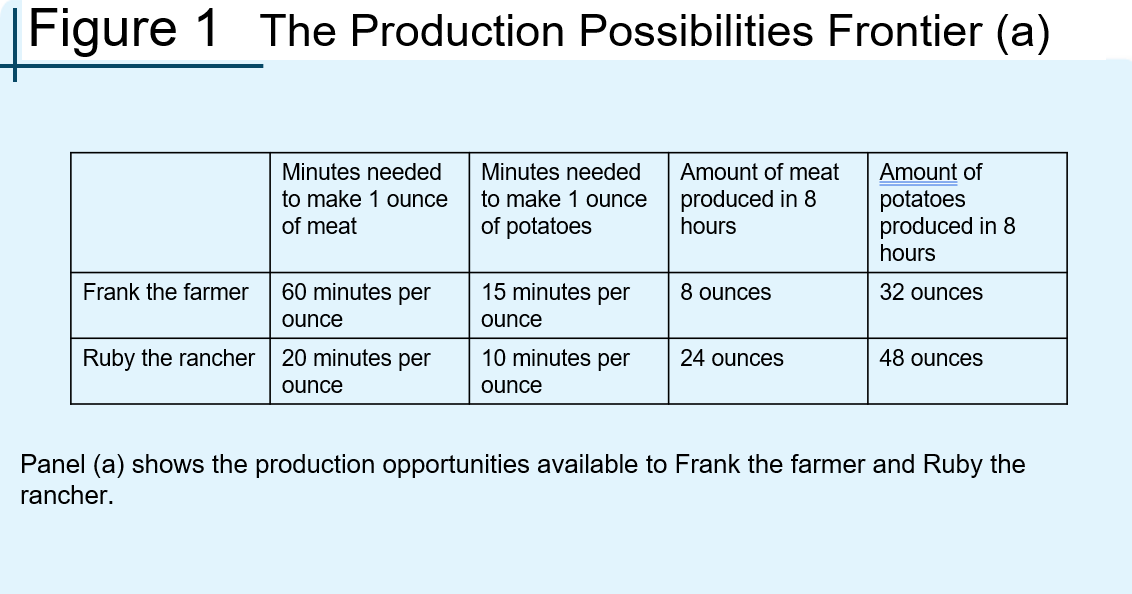 Figure 1 The Production Possibilities Frontier (a)
Minutes needed
to make 1 ounce
of meat
Minutes needed
to make 1 ounce
of potatoes
Amount of meat
produced in 8
hours
Amount of
potatoes
produced in 8
hours
Frank the farmer
60 minutes per
ounce
15 minutes per
ounce
8 ounces
32 ounces
Ruby the rancher
20 minutes per
ounce
10 minutes per
ounce
24 ounces
48 ounces
Panel (a) shows the production opportunities available to Frank the farmer and Ruby the
rancher.